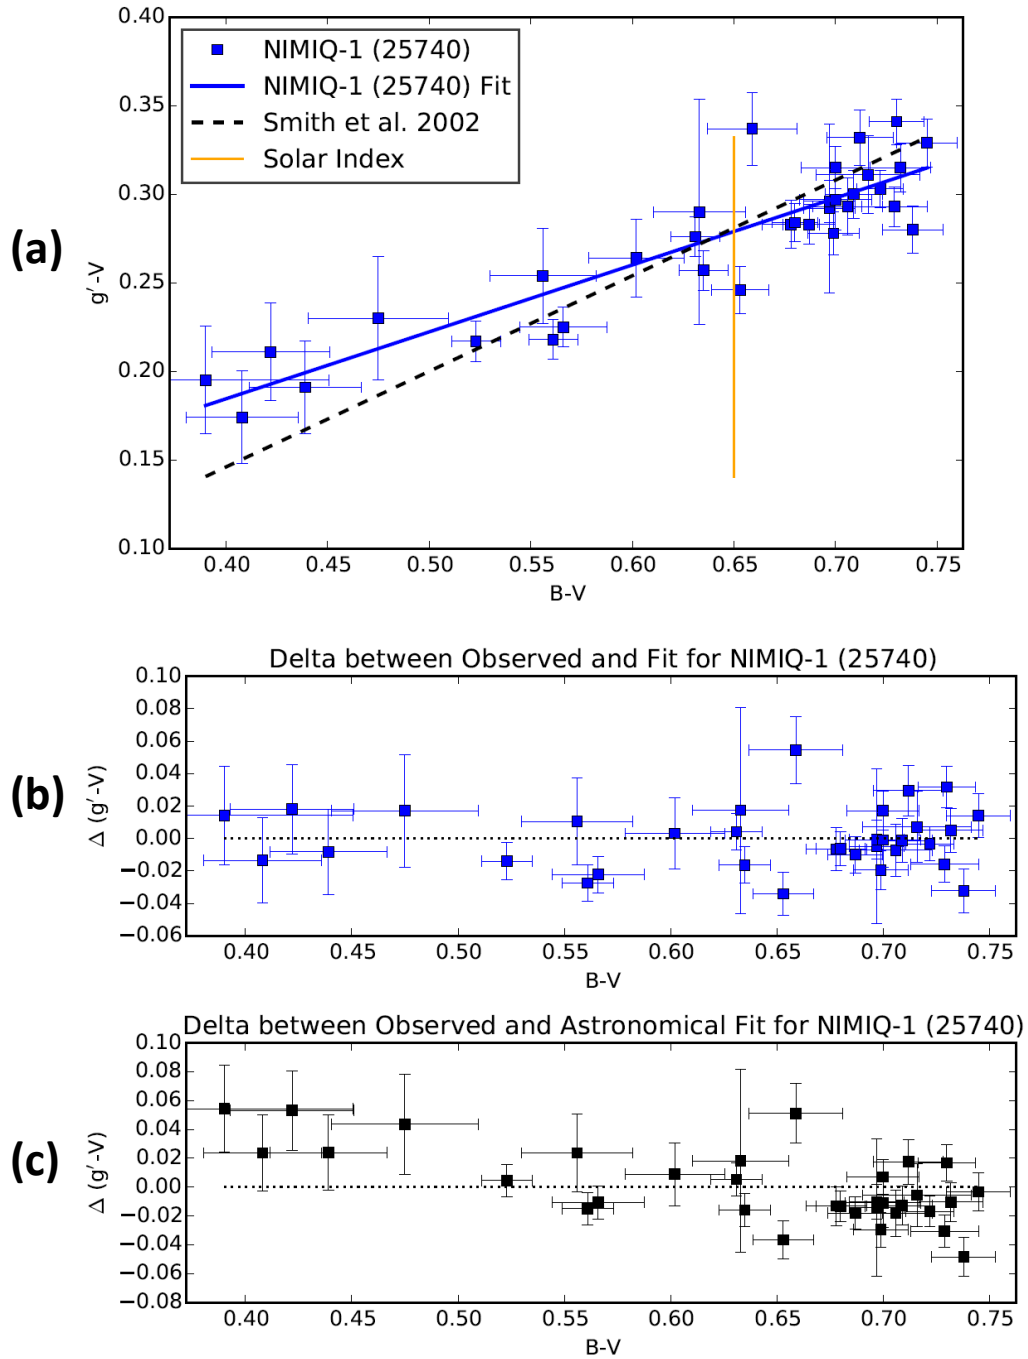 (a)
NIMIQ-1 (25740)
NIMIQ-1 (25740) Fit
Smith et al. 2002
Solar Index
0.40
0.35
0.30
0.25
0.20
0.15
0.10
g′-V
0.40 0.45 0.50 0.55 0.60 0.65 0.70 0.75
B-V
(b)
Delta between Observed and Fit for NIMIQ-1 (25740)
0.10
0.08
0.06
0.04
0.02
0.00
−0.02
−0.04
−0.06
Δ (g′-V)
0.40 0.45 0.50 0.55 0.60 0.65 0.70 0.75
B-V
(c)
Delta between Observed and Astronomical Fit for NIMIQ-1 (25740)
0.10
0.08
0.06
0.04
0.02
0.00
−0.02
−0.04
−0.06
−0.08
Δ (g′-V)
0.40 0.45 0.50 0.55 0.60 0.65 0.70 0.75
B-V